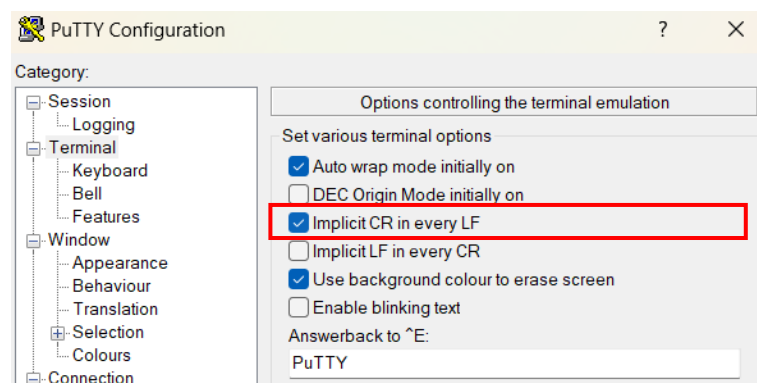 PuTTY Configuration ?
Category:
Session
Logging
Terminal
Keyboard
Bell
Features
Window
Appearance
Behaviour
Translation
Selection
Colours
Connection
Options controlling the terminal emulation
Set various terminal options
Auto wrap mode initially on
DEC Origin Mode initially on
Implicit CR in every LF
Implicit LF in every CR
Use background colour to erase screen
Enable blinking text
Answerback to ^E:
PuTTY